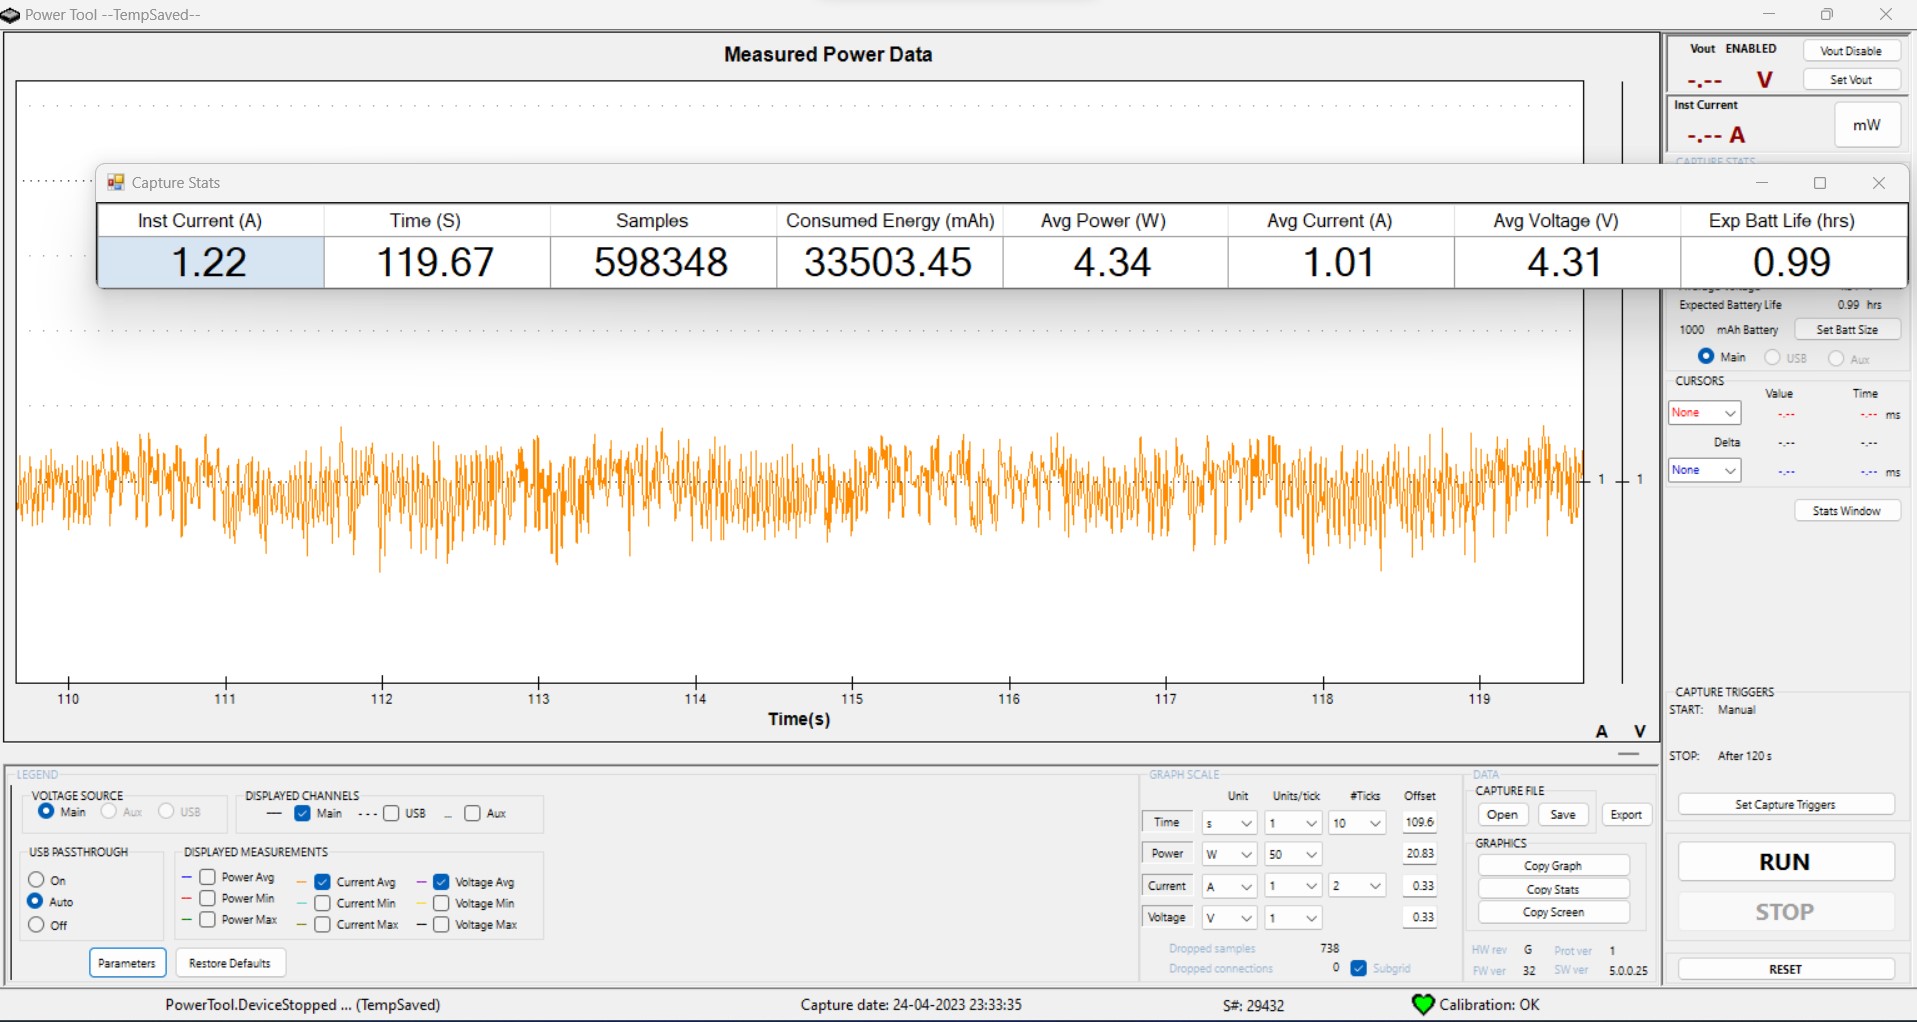 Power Tool --TempSaved--
Measured Power Data
Vout ENABLED
Vout Disable
-.-- V
Set Vout
Inst Current
-.-- A
mW
CAPTURE STATS
Capture Stats
Inst Current (A) Time (S) Samples Consumed Energy (mAh) Avg Power (W) Avg Current (A) Avg Voltage (V) Exp Batt Life (hrs)
1.22 119.67 598348 33503.45 4.34 1.01 4.31 0.99
Expected Battery Life 0.99 hrs
1000 mAh Battery Set Batt Size
Main USB Aux
CURSORS
Value Time
None -.-- -.-- ms
Delta -.-- -.--
None -.-- -.-- ms
Stats Window
1 1
110 111 112 113 114 115 116 117 118 119
Time(s)
A V
CAPTURE TRIGGERS
START: Manual
STOP: After 120 s
Set Capture Triggers
RUN
STOP
RESET
LEGEND
VOLTAGE SOURCE
Main Aux USB
DISPLAYED CHANNELS
Main USB Aux
USB PASSTHROUGH
On
Auto
Off
DISPLAYED MEASUREMENTS
Power Avg Current Avg Voltage Avg
Power Min Current Min Voltage Min
Power Max Current Max Voltage Max
Parameters Restore Defaults
GRAPH SCALE
Unit Units/tick #Ticks Offset
Time s 1 10 109.6
Power W 50 20.83
Current A 1 2 0.33
Voltage V 1 0.33
Dropped samples 738
Dropped connections 0 Subgrid
DATA
CAPTURE FILE
Open Save Export
GRAPHICS
Copy Graph
Copy Stats
Copy Screen
HW rev G Prot ver 1
FW ver 32 SW ver 5.0.0.25
PowerTool.DeviceStopped ... (TempSaved) Capture date: 24-04-2023 23:33:35 S#: 29432 Calibration: OK